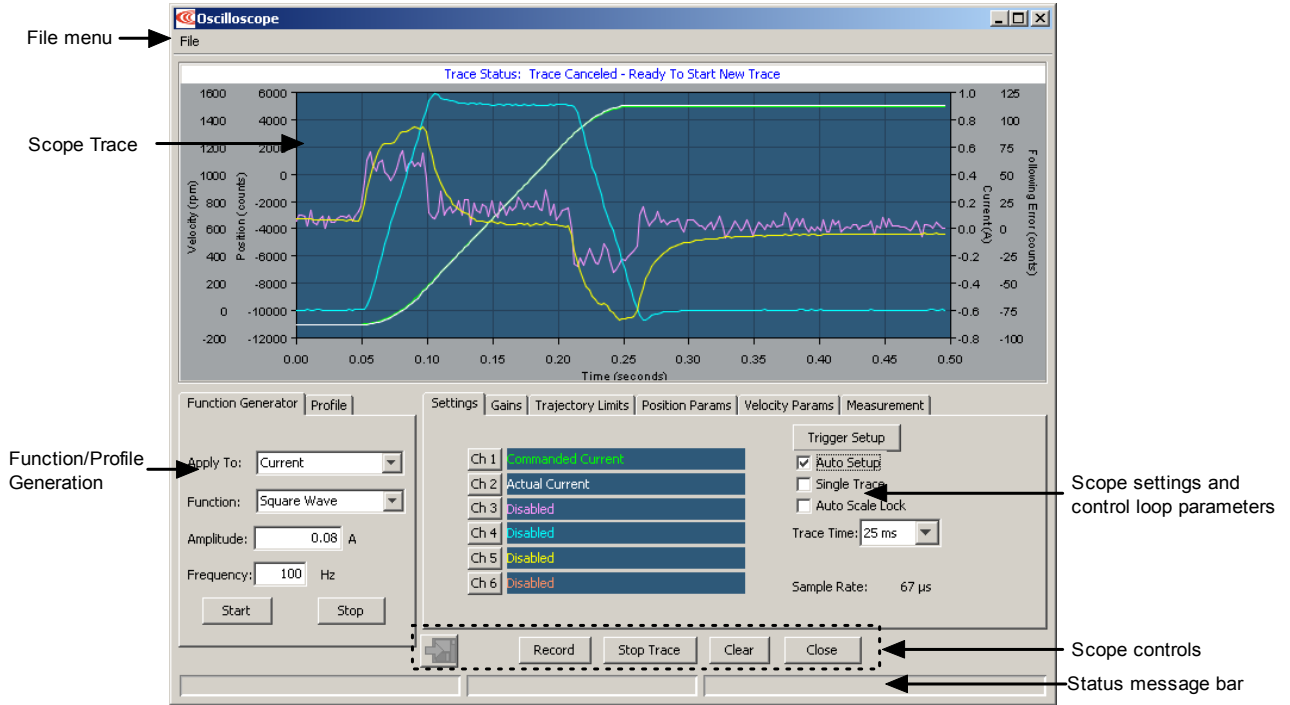 Oscilloscope
File menu
File
Trace Status: Trace Canceled - Ready To Start New Trace
Scope Trace
1600 6000 1.0 125
1400 4000 0.8 100
1200 2000 0.6 75
1000 0 0.4 50
800 -2000 0.2 25
600 -4000 0.0 0
400 -6000 -0.2 -25
200 -8000 -0.4 -50
0 -10000 -0.6 -75
-200 -12000 -0.8 -100
Velocity (rpm)
Position (counts)
Current (A)
Following Error (counts)
0.00 0.05 0.10 0.15 0.20 0.25 0.30 0.35 0.40 0.45 0.50
Time (seconds)
Function Generator Profile
Settings Gains Trajectory Limits Position Params Velocity Params Measurement
Function/Profile
Generation
Apply To: Current
Function: Square Wave
Amplitude: 0.08 A
Frequency: 100 Hz
Start Stop
Ch 1 Commanded Current
Ch 2 Actual Current
Ch 3 Disabled
Ch 4 Disabled
Ch 5 Disabled
Ch 6 Disabled
Trigger Setup
Auto Setup
Single Trace
Auto Scale Lock
Trace Time: 25 ms
Sample Rate: 67 µs
Scope settings and
control loop parameters
Record Stop Trace Clear Close
Scope controls
Status message bar